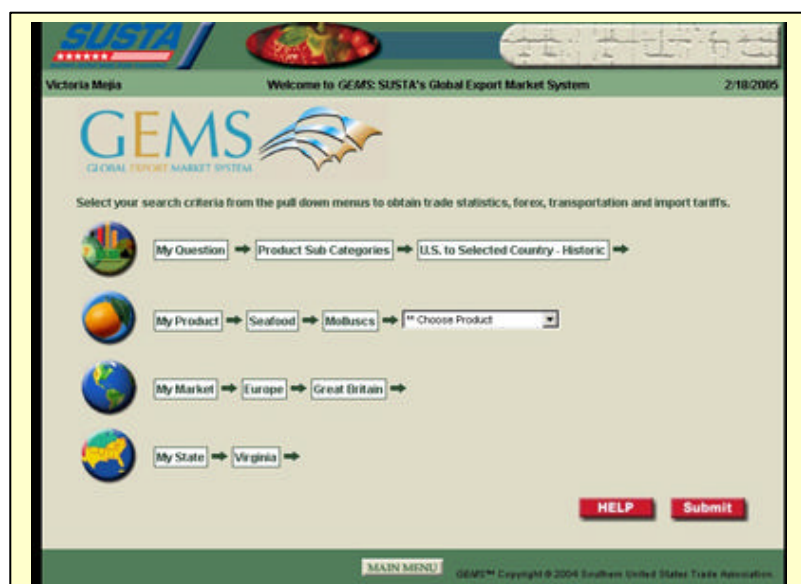 SUSTA
Victoria Mejia Welcome to GEMS: SUSTA's Global Export Market System 2/18/2005
GEMS
GLOBAL EXPORT MARKET SYSTEM
Select your search criteria from the pull down menus to obtain trade statistics, forex, transportation and import tariffs.
My Question Product Sub Categories U.S. to Selected Country - Historic
My Product Seafood Molluscs ** Choose Product
My Market Europe Great Britain
My State Virginia
HELP Submit
MAIN MENU GEMS™ Copyright © 2004 Southern United States Trade Association